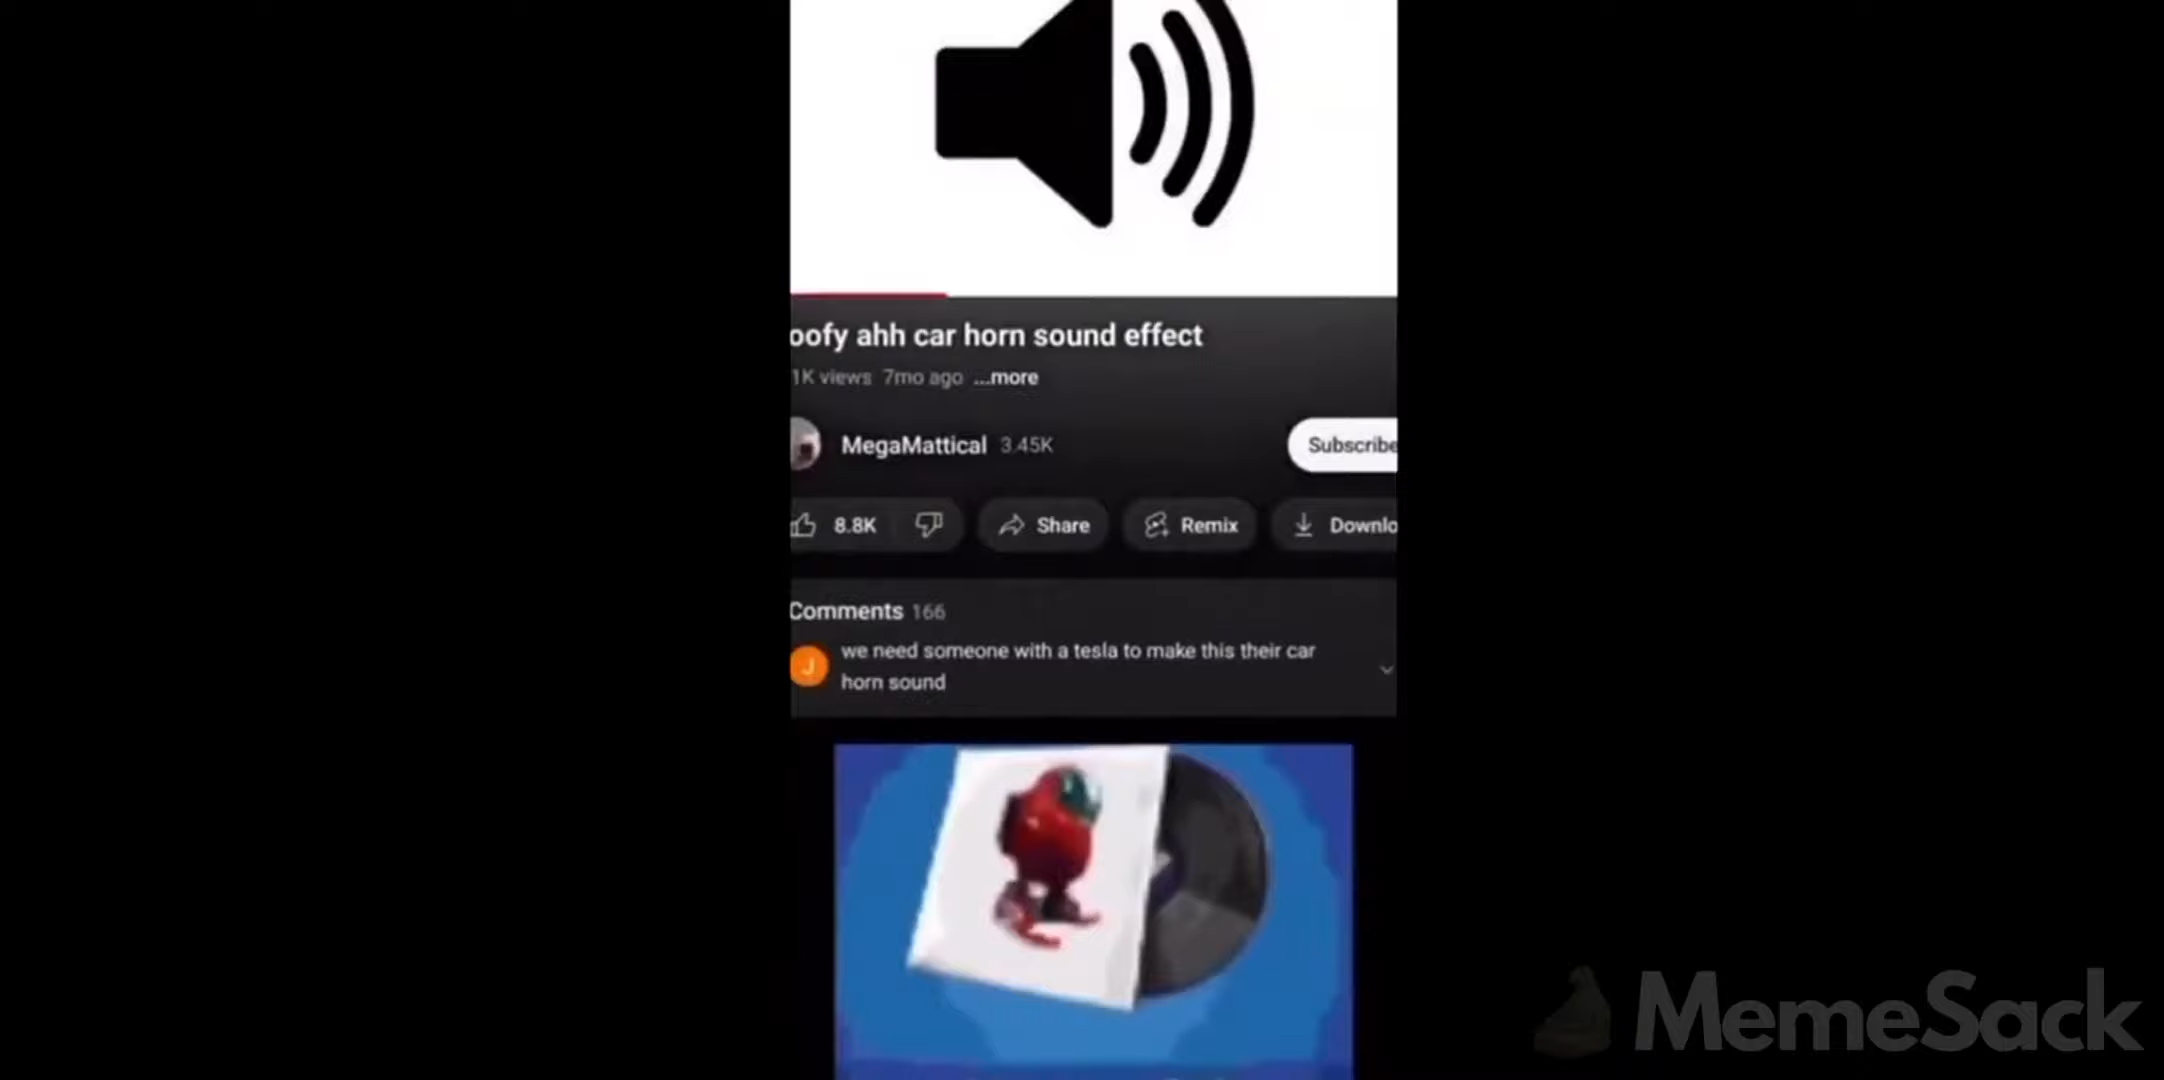 oofy ahh car horn sound effect
1K views 7mo ago ...more
MegaMattical 3.45K
Subscribe
8.8K
Share
Remix
Downlo
Comments 166
J
we need someone with a tesla to make this their car
horn sound
MemeSack